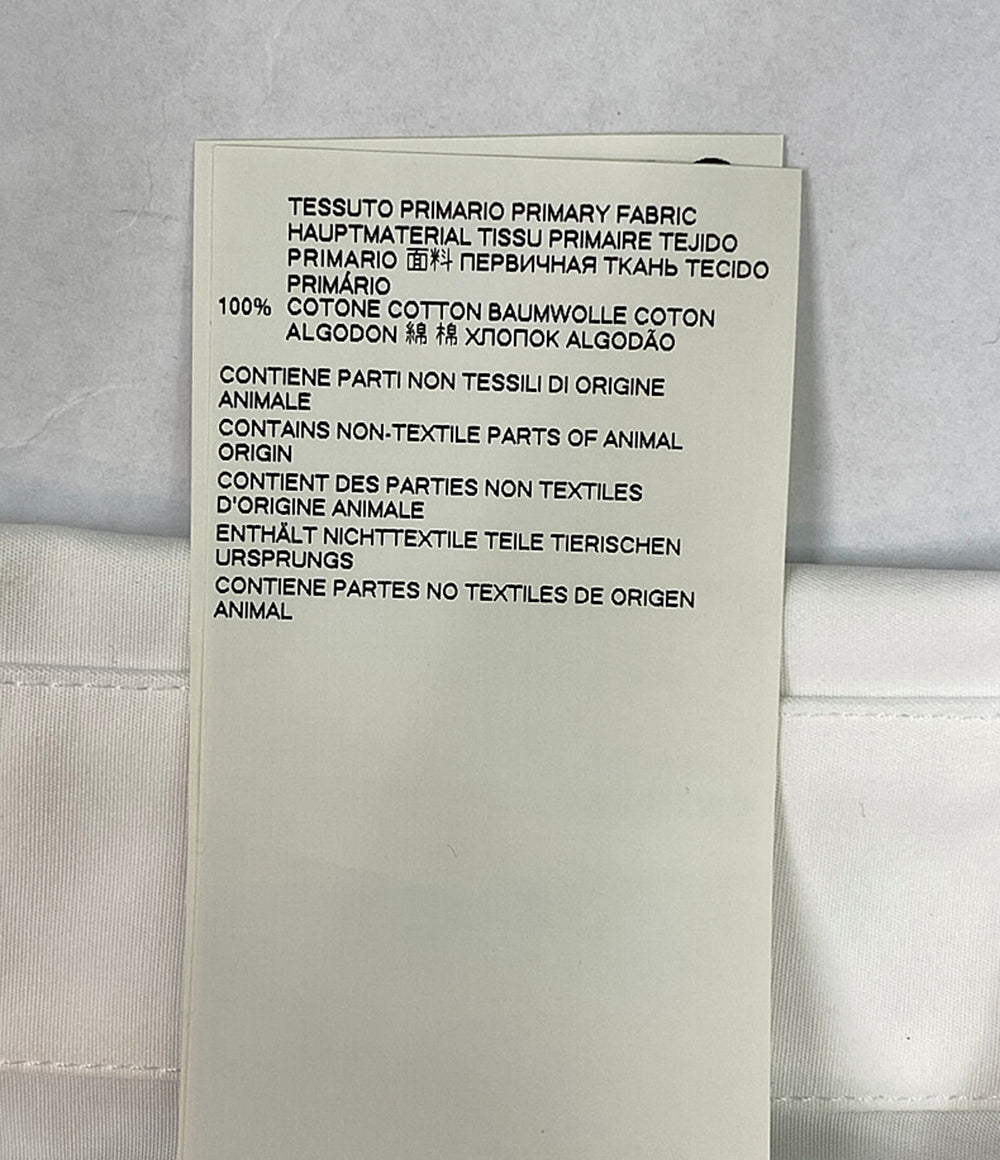 TESSUTO PRIMARIO PRIMARY FABRIC
HAUPTMATERIAL TISSU PRIMAIRE TEJIDO
PRIMARIO 面料 ПЕРВИЧНАЯ ТКАНЬ TECIDO
PRIMÁRIO
100% COTONE COTTON BAUMWOLLE COTON
ALGODON 綿 棉 ХЛОПОК ALGODÃO
CONTIENE PARTI NON TESSILI DI ORIGINE
ANIMALE
CONTAINS NON-TEXTILE PARTS OF ANIMAL
ORIGIN
CONTIENT DES PARTIES NON TEXTILES
D'ORIGINE ANIMALE
ENTHÄLT NICHTTEXTILE TEILE TIERISCHEN
URSPRUNGS
CONTIENE PARTES NO TEXTILES DE ORIGEN
ANIMAL